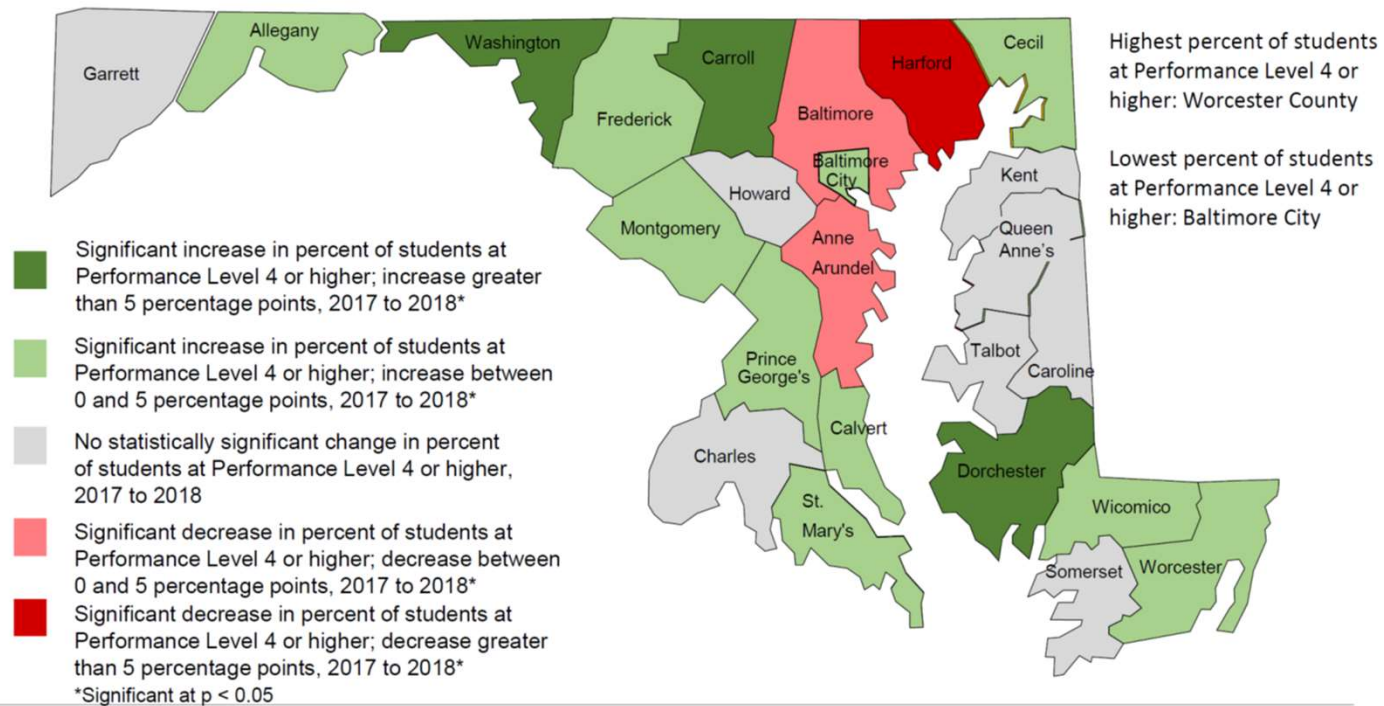 Garrett
Allegany
Washington
Frederick
Carroll
Baltimore
Harford
Cecil
Baltimore
City
Howard
Montgomery
Anne
Arundel
Prince
George's
Calvert
Charles
St.
Mary's
Kent
Queen
Anne's
Talbot
Caroline
Dorchester
Wicomico
Somerset
Worcester
Highest percent of students
at Performance Level 4 or
higher: Worcester County
Lowest percent of students
at Performance Level 4 or
higher: Baltimore City
Significant increase in percent of students at
Performance Level 4 or higher; increase greater
than 5 percentage points, 2017 to 2018*
Significant increase in percent of students at
Performance Level 4 or higher; increase between
0 and 5 percentage points, 2017 to 2018*
No statistically significant change in percent
of students at Performance Level 4 or higher,
2017 to 2018
Significant decrease in percent of students at
Performance Level 4 or higher; decrease between
0 and 5 percentage points, 2017 to 2018*
Significant decrease in percent of students at
Performance Level 4 or higher; decrease greater
than 5 percentage points, 2017 to 2018*
*Significant at p < 0.05